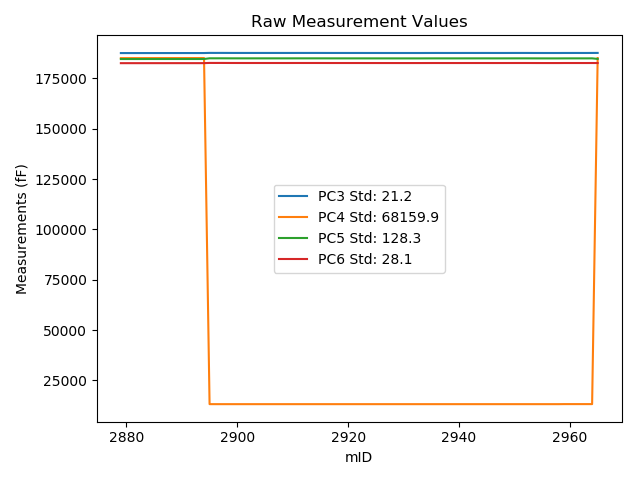 Raw Measurement Values
Measurements (fF)
175000
150000
125000
100000
75000
50000
25000
PC3 Std: 21.2
PC4 Std: 68159.9
PC5 Std: 128.3
PC6 Std: 28.1
2880 2900 2920 2940 2960
mID